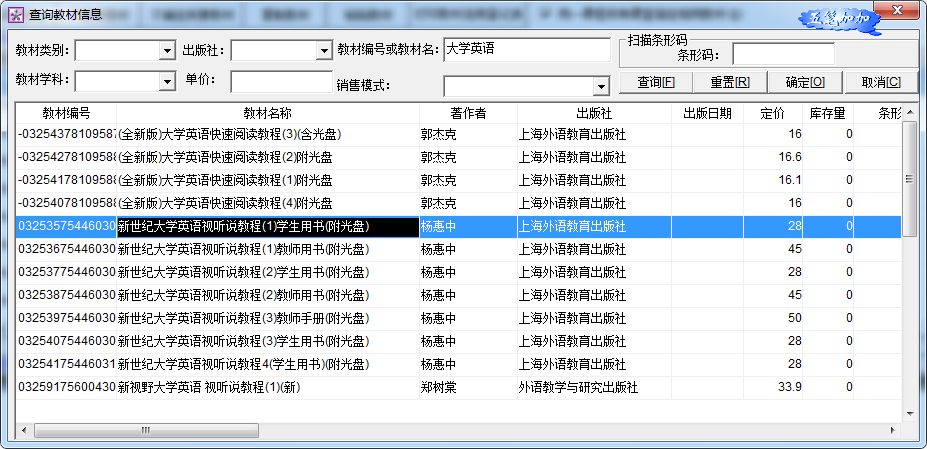 查询教材信息
五笔加加
教材类别： 出版社： 教材编号或教材名： 大学英语 扫描条形码
条形码：
教材学科： 单价： 销售模式： 查询[F] 重置[R] 确定[O] 取消[C]
教材编号 教材名称 著作者 出版社 出版日期 定价 库存量 条形
-03254378109587 (全新版)大学英语快速阅读教程(3)(含光盘) 郭杰克 上海外语教育出版社 16 0
-03254278109588 (全新版)大学英语快速阅读教程(2)附光盘 郭杰克 上海外语教育出版社 16.6 0
-03254178109588 (全新版)大学英语快速阅读教程(1)附光盘 郭杰克 上海外语教育出版社 16.1 0
-03254078109588 (全新版)大学英语快速阅读教程(4)附光盘 郭杰克 上海外语教育出版社 16 0
03253575446030 新世纪大学英语视听说教程(1)学生用书(附光盘) 杨惠中 上海外语教育出版社 28 0
03253675446030 新世纪大学英语视听说教程(1)教师用书(附光盘) 杨惠中 上海外语教育出版社 45 0
03253775446030 新世纪大学英语视听说教程(2)学生用书(附光盘) 杨惠中 上海外语教育出版社 28 0
03253875446030 新世纪大学英语视听说教程(2)教师用书(附光盘) 杨惠中 上海外语教育出版社 45 0
03253975446030 新世纪大学英语视听说教程(3)教师手册(附光盘) 杨惠中 上海外语教育出版社 50 0
03254075446030 新世纪大学英语视听说教程(3)学生用书(附光盘) 杨惠中 上海外语教育出版社 28 0
03254175446031 新世纪大学英语视听说教程4(学生用书)(附光盘) 杨惠中 上海外语教育出版社 28 0
03259175600430 新视野大学英语 视听说教程(1)(新) 郑树棠 外语教学与研究出版社 33.9 0